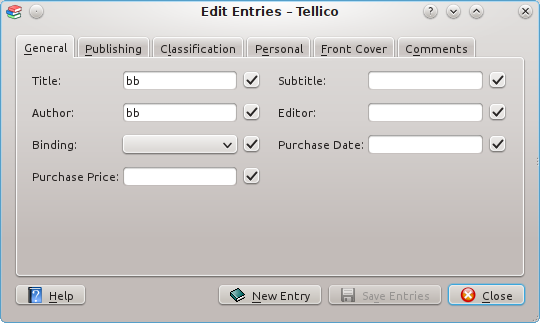 Edit Entries – Tellico
General Publishing Classification Personal Front Cover Comments
Title: bb Subtitle:
Author: bb Editor:
Binding: Purchase Date:
Purchase Price:
Help New Entry Save Entries Close